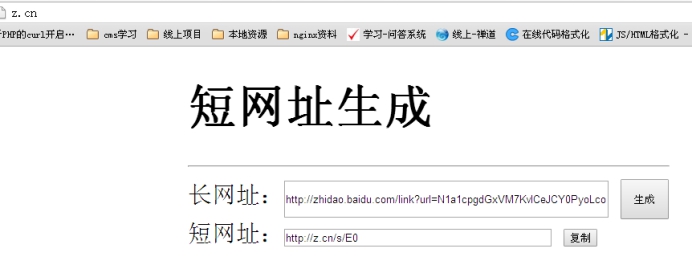 z.cn
PHP的curl开启… cms学习 线上项目 本地资源 nginx资料 学习-问答系统 线上-禅道 在线代码格式化 JS/HTML格式化 -
短网址生成
长网址： http://zhidao.baidu.com/link?url=N1a1cpgdGxVM7KvlCeJCY0PyoLco 生成
短网址： http://z.cn/s/E0 复制